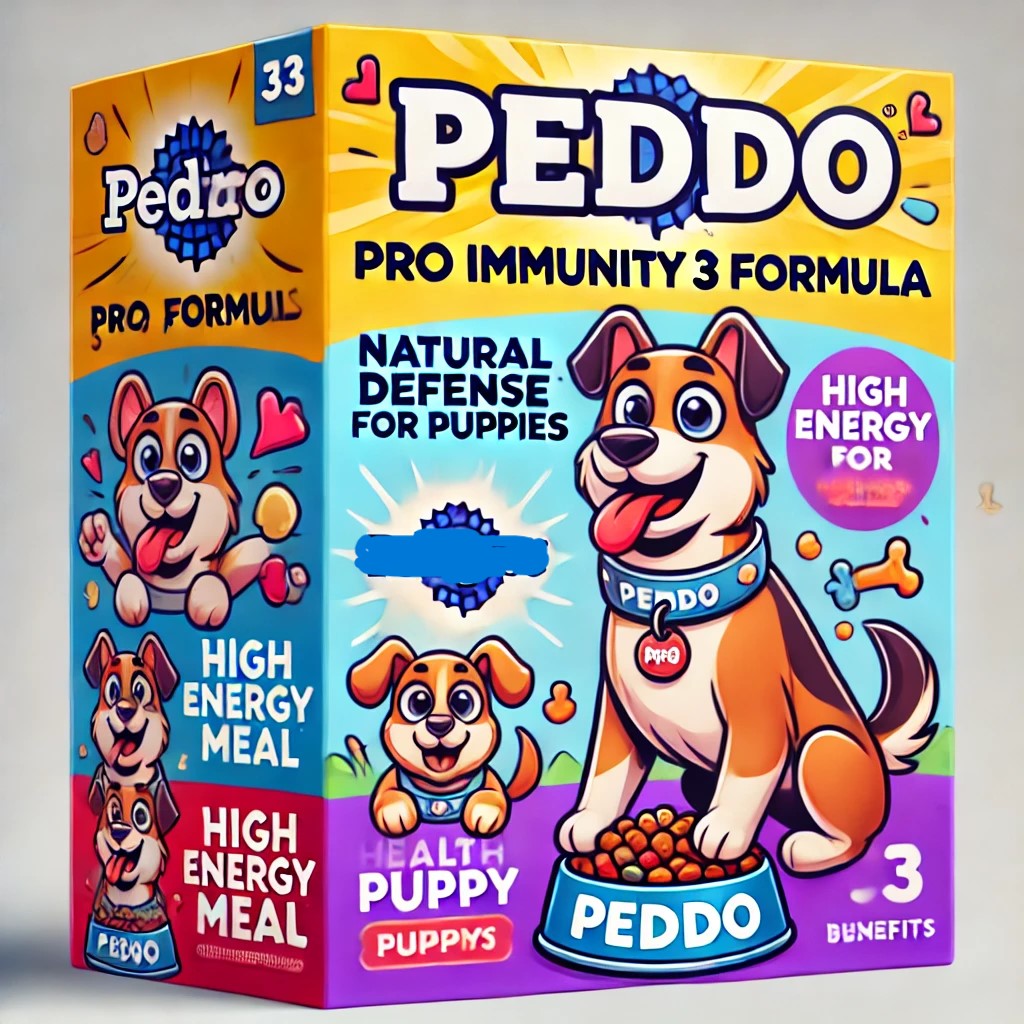 33
Pedro
PRO FORMULS
HIGH
ENERGY
MEAL
HIGH
ENERGY
MEAL
PEDDO
PEDDO
PRO IMMUNITY 3 FORMULA
NATURAL
DEFENSE
FOR PUPPIES
HIGH
ENERGY
FOR
PEDDO
HEALTH
PUPPY
PUPPYS
PEDDO
3
BENEFITS